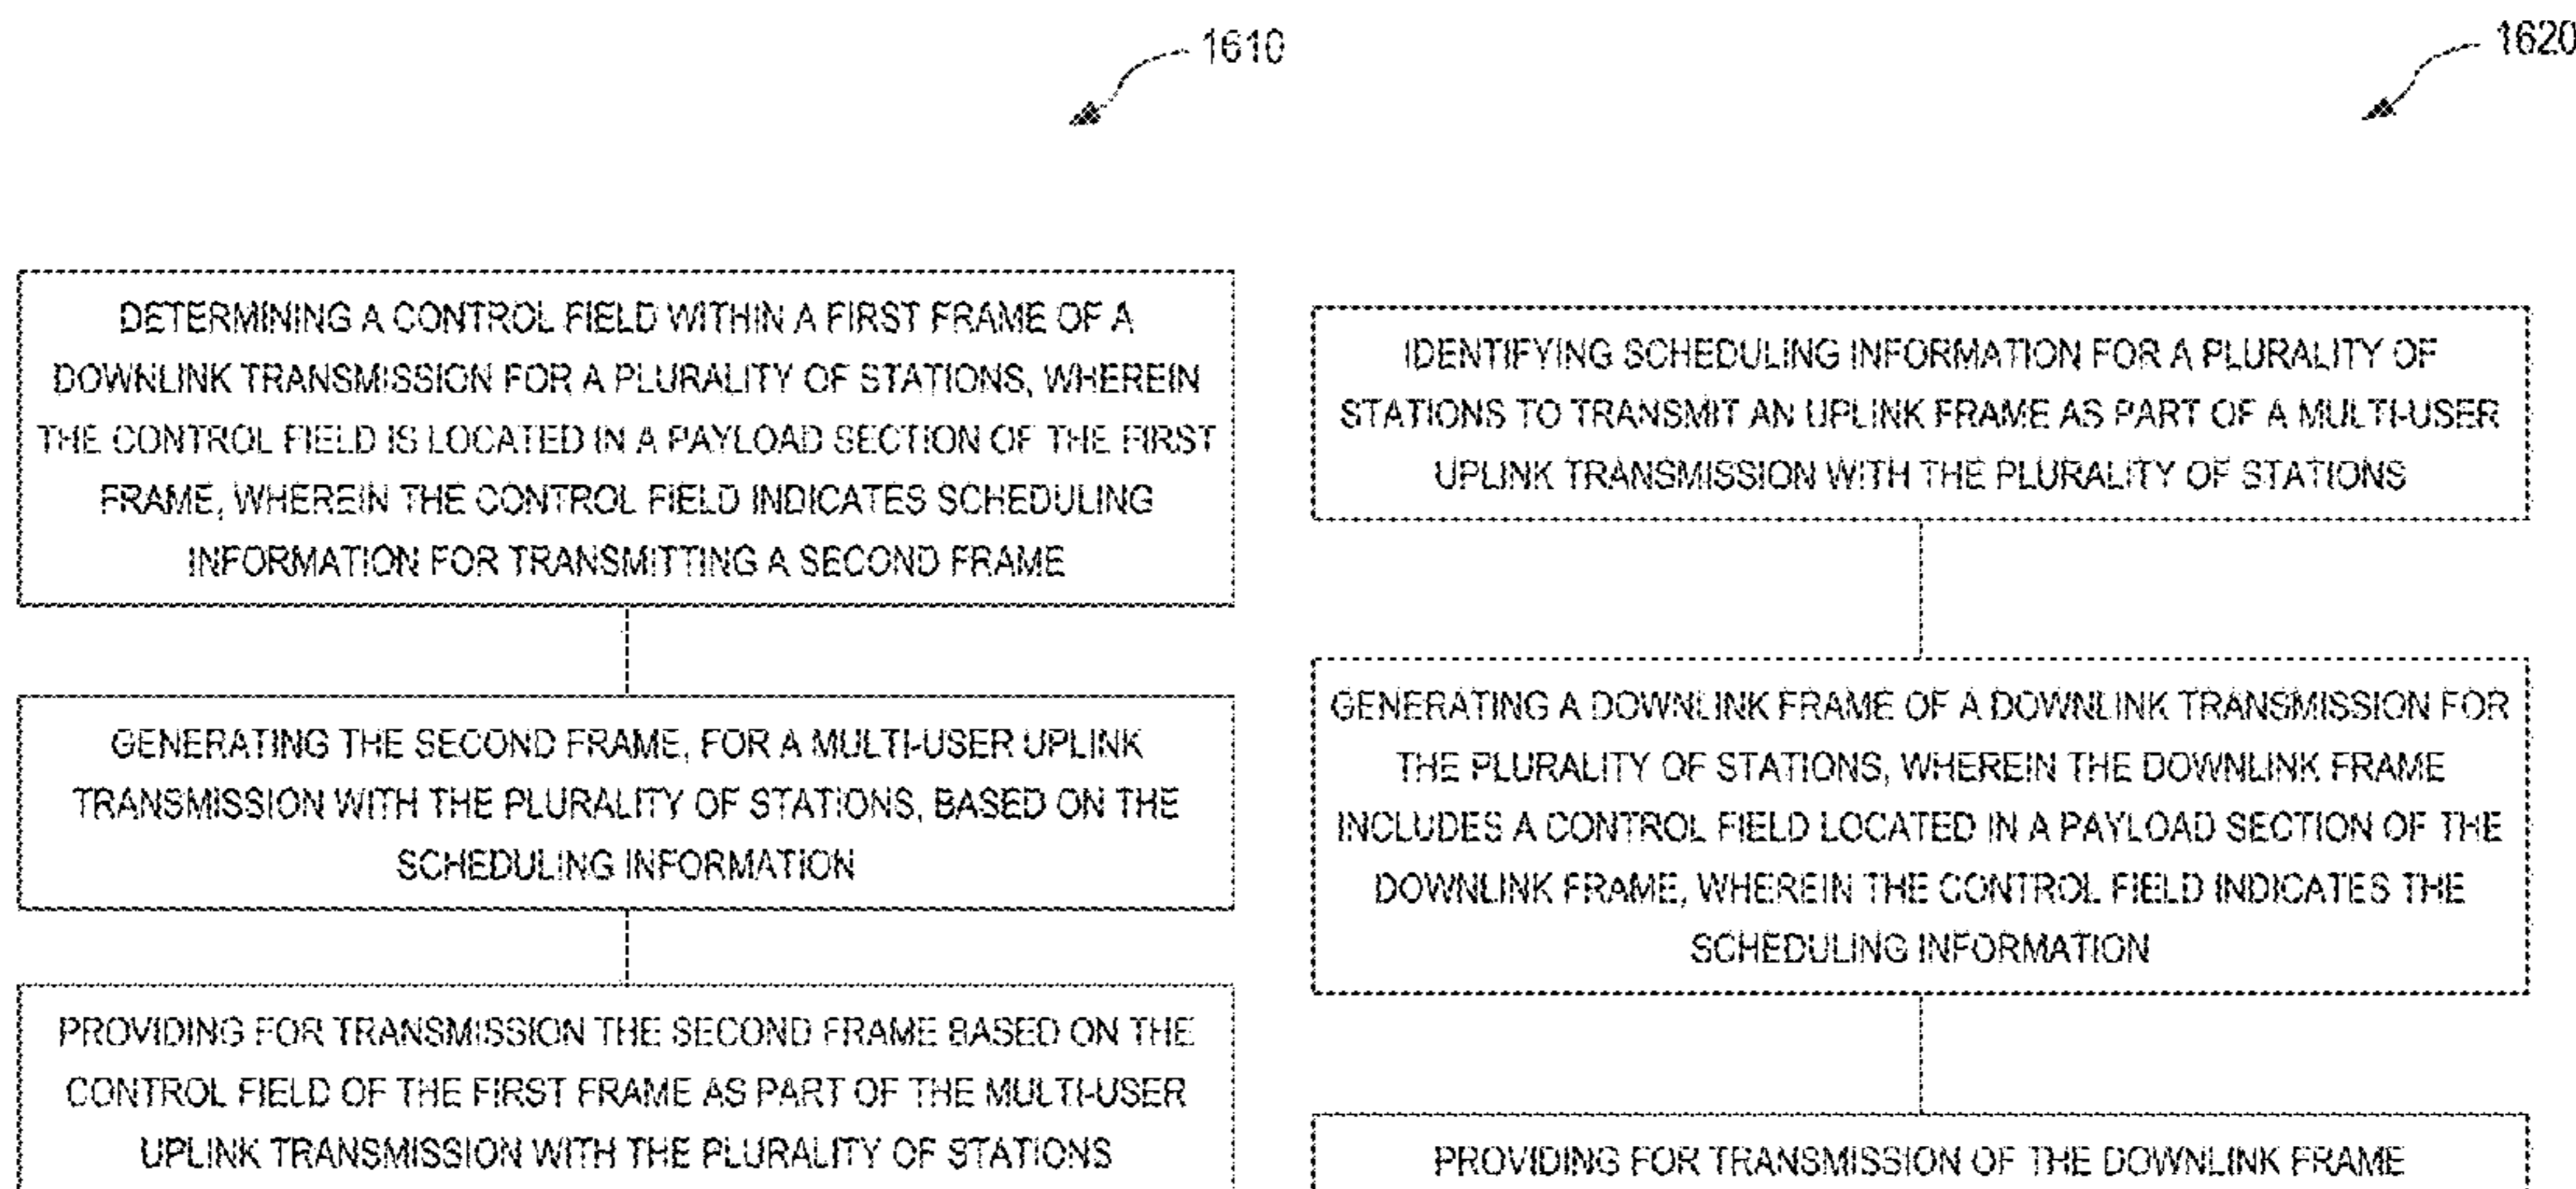 1610
DETERMINING A CONTROL FIELD WITHIN A FIRST FRAME OF A
DOWNLINK TRANSMISSION FOR A PLURALITY OF STATIONS, WHEREIN
THE CONTROL FIELD IS LOCATED IN A PAYLOAD SECTION OF THE FIRST
FRAME, WHEREIN THE CONTROL FIELD INDICATES SCHEDULING
INFORMATION FOR TRANSMITTING A SECOND FRAME
GENERATING THE SECOND FRAME, FOR A MULTI-USER UPLINK
TRANSMISSION WITH THE PLURALITY OF STATIONS, BASED ON THE
SCHEDULING INFORMATION
PROVIDING FOR TRANSMISSION THE SECOND FRAME BASED ON THE
CONTROL FIELD OF THE FIRST FRAME AS PART OF THE MULTI-USER
UPLINK TRANSMISSION WITH THE PLURALITY OF STATIONS
1620
IDENTIFYING SCHEDULING INFORMATION FOR A PLURALITY OF
STATIONS TO TRANSMIT AN UPLINK FRAME AS PART OF A MULTI-USER
UPLINK TRANSMISSION WITH THE PLURALITY OF STATIONS
GENERATING A DOWNLINK FRAME OF A DOWNLINK TRANSMISSION FOR
THE PLURALITY OF STATIONS, WHEREIN THE DOWNLINK FRAME
INCLUDES A CONTROL FIELD LOCATED IN A PAYLOAD SECTION OF THE
DOWNLINK FRAME, WHEREIN THE CONTROL FIELD INDICATES THE
SCHEDULING INFORMATION
PROVIDING FOR TRANSMISSION OF THE DOWNLINK FRAME